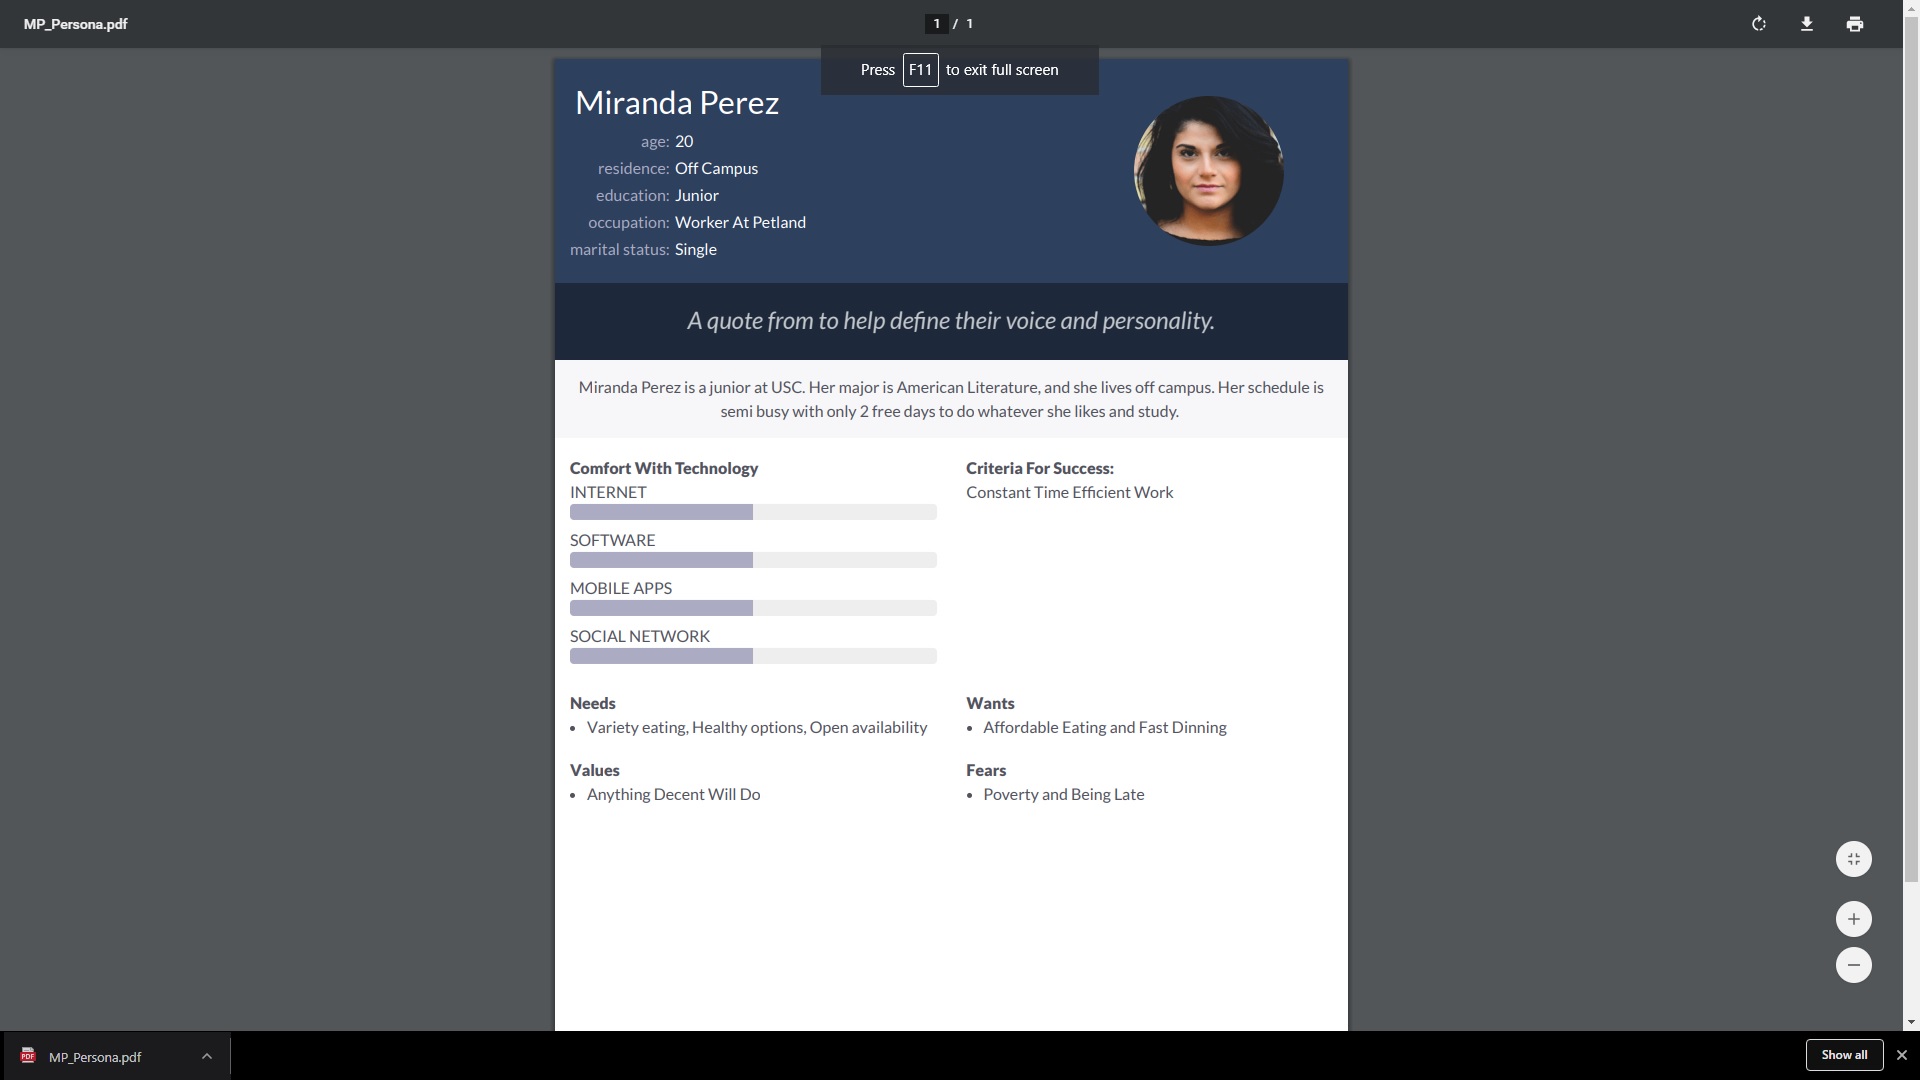 MP_Persona.pdf
1 / 1
Press F11 to exit full screen
Miranda Perez
age: 20
residence: Off Campus
education: Junior
occupation: Worker At Petland
marital status: Single
A quote from to help define their voice and personality.
Miranda Perez is a junior at USC. Her major is American Literature, and she lives off campus. Her schedule is
semi busy with only 2 free days to do whatever she likes and study.
Comfort With Technology
INTERNET
SOFTWARE
MOBILE APPS
SOCIAL NETWORK
Criteria For Success:
Constant Time Efficient Work
Needs
• Variety eating, Healthy options, Open availability
Wants
• Affordable Eating and Fast Dinning
Values
• Anything Decent Will Do
Fears
• Poverty and Being Late
PDF
MP_Persona.pdf
Show all